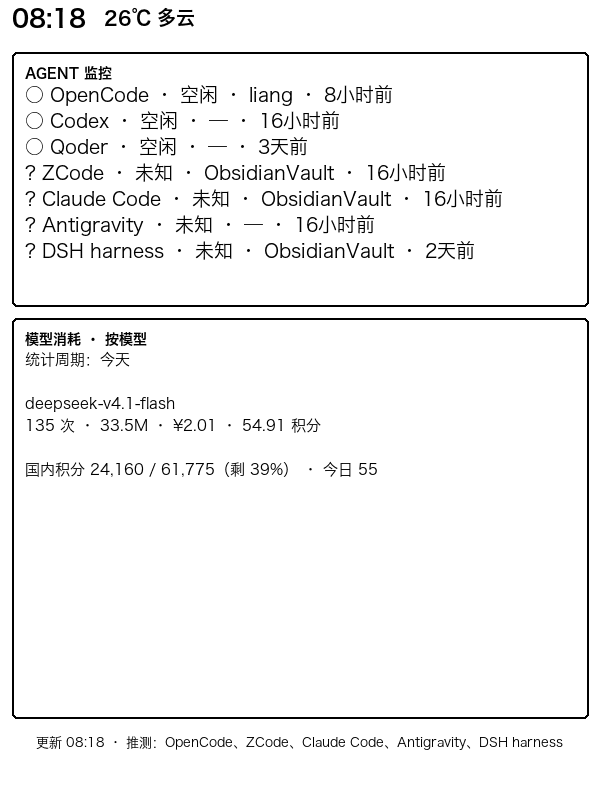 08:18 26℃ 多云
AGENT 监控
○ OpenCode · 空闲 · liang · 8小时前
○ Codex · 空闲 · — · 16小时前
○ Qoder · 空闲 · — · 3天前
? ZCode · 未知 · ObsidianVault · 16小时前
? Claude Code · 未知 · ObsidianVault · 16小时前
? Antigravity · 未知 · — · 16小时前
? DSH harness · 未知 · ObsidianVault · 2天前
模型消耗 · 按模型
统计周期：今天
deepseek-v4.1-flash
135 次 · 33.5M · ¥2.01 · 54.91 积分
国内积分 24,160 / 61,775（剩 39%） · 今日 55
更新 08:18 · 推测：OpenCode、ZCode、Claude Code、Antigravity、DSH harness